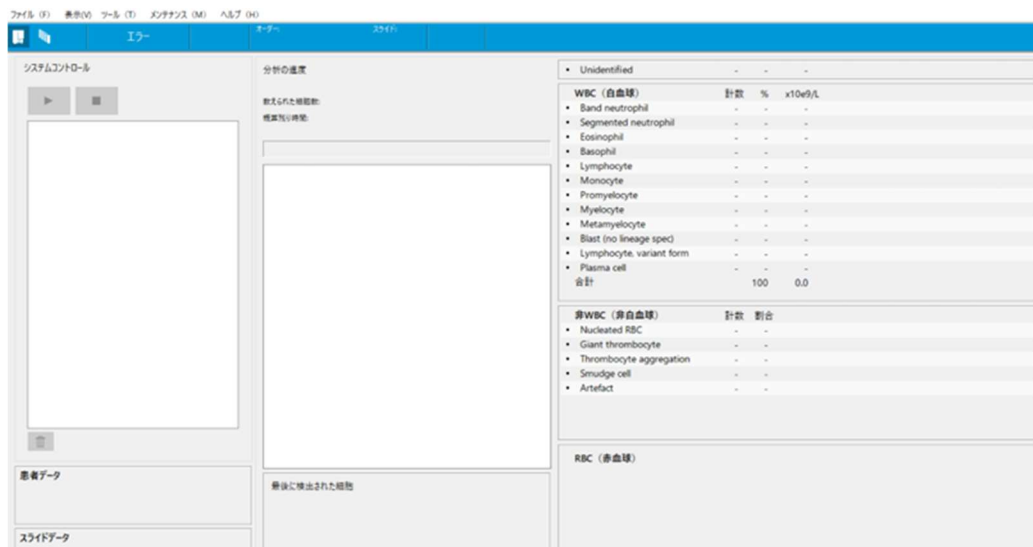 ファイル (F) 表示(V) ツール (T) メンテナンス (M) ヘルプ (H)
エラー
オーダー:
スライド:
システムコントロール
分析の進度
数えられた細胞数:
概算残り時間:
最後に検出された細胞
患者データ
スライドデータ
• Unidentified - - -
WBC (白血球) 計数 % x10e9/L
• Band neutrophil - - -
• Segmented neutrophil - - -
• Eosinophil - - -
• Basophil - - -
• Lymphocyte - - -
• Monocyte - - -
• Promyelocyte - - -
• Myelocyte - - -
• Metamyelocyte - - -
• Blast (no lineage spec) - - -
• Lymphocyte, variant form - - -
• Plasma cell - - -
合計 100 0.0
非WBC (非白血球) 計数 割合
• Nucleated RBC - -
• Giant thrombocyte - -
• Thrombocyte aggregation - -
• Smudge cell - -
• Artefact - -
RBC (赤血球)